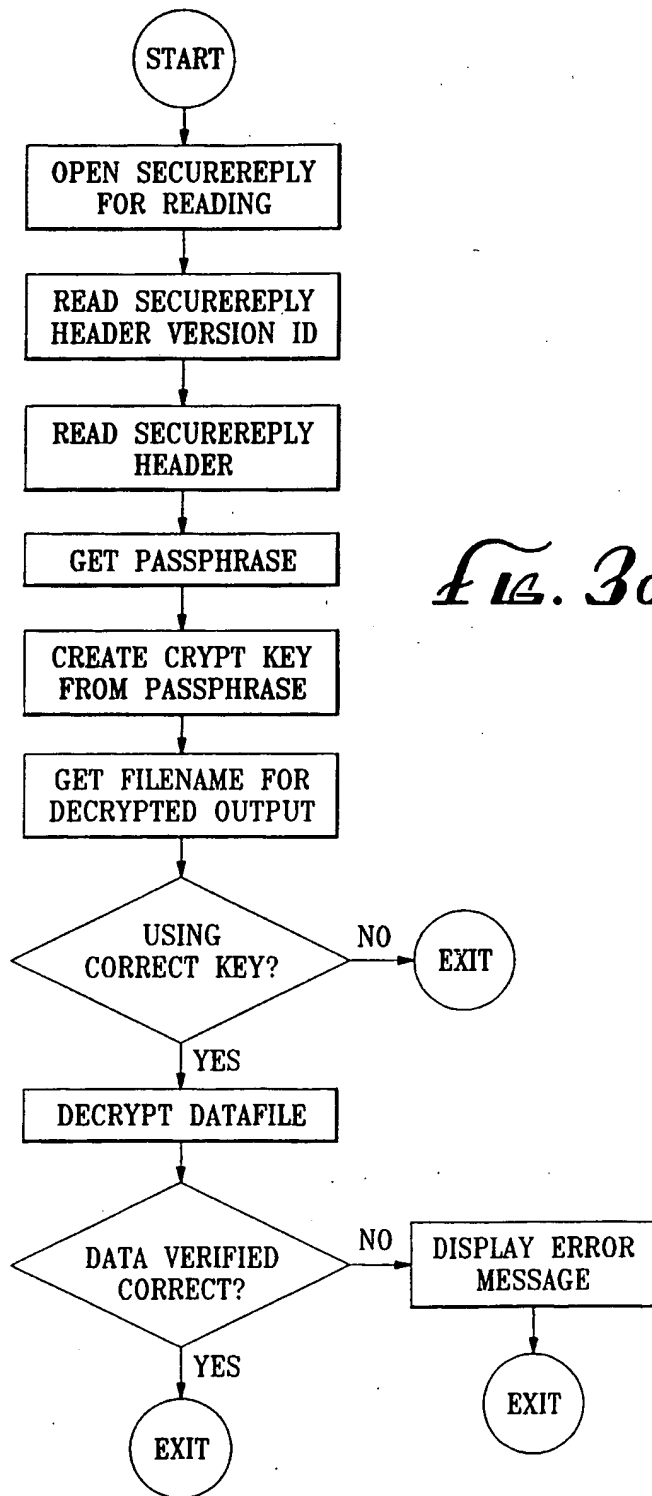 START
OPEN SECUREREPLY
FOR READING
READ SECUREREPLY
HEADER VERSION ID
READ SECUREREPLY
HEADER
GET PASSPHRASE
FIG. 3c
CREATE CRYPT KEY
FROM PASSPHRASE
GET FILENAME FOR
DECRYPTED OUTPUT
USING
CORRECT KEY?
NO
EXIT
YES
DECRYPT DATAFILE
DATA VERIFIED
CORRECT?
NO
DISPLAY ERROR
MESSAGE
YES
EXIT
EXIT